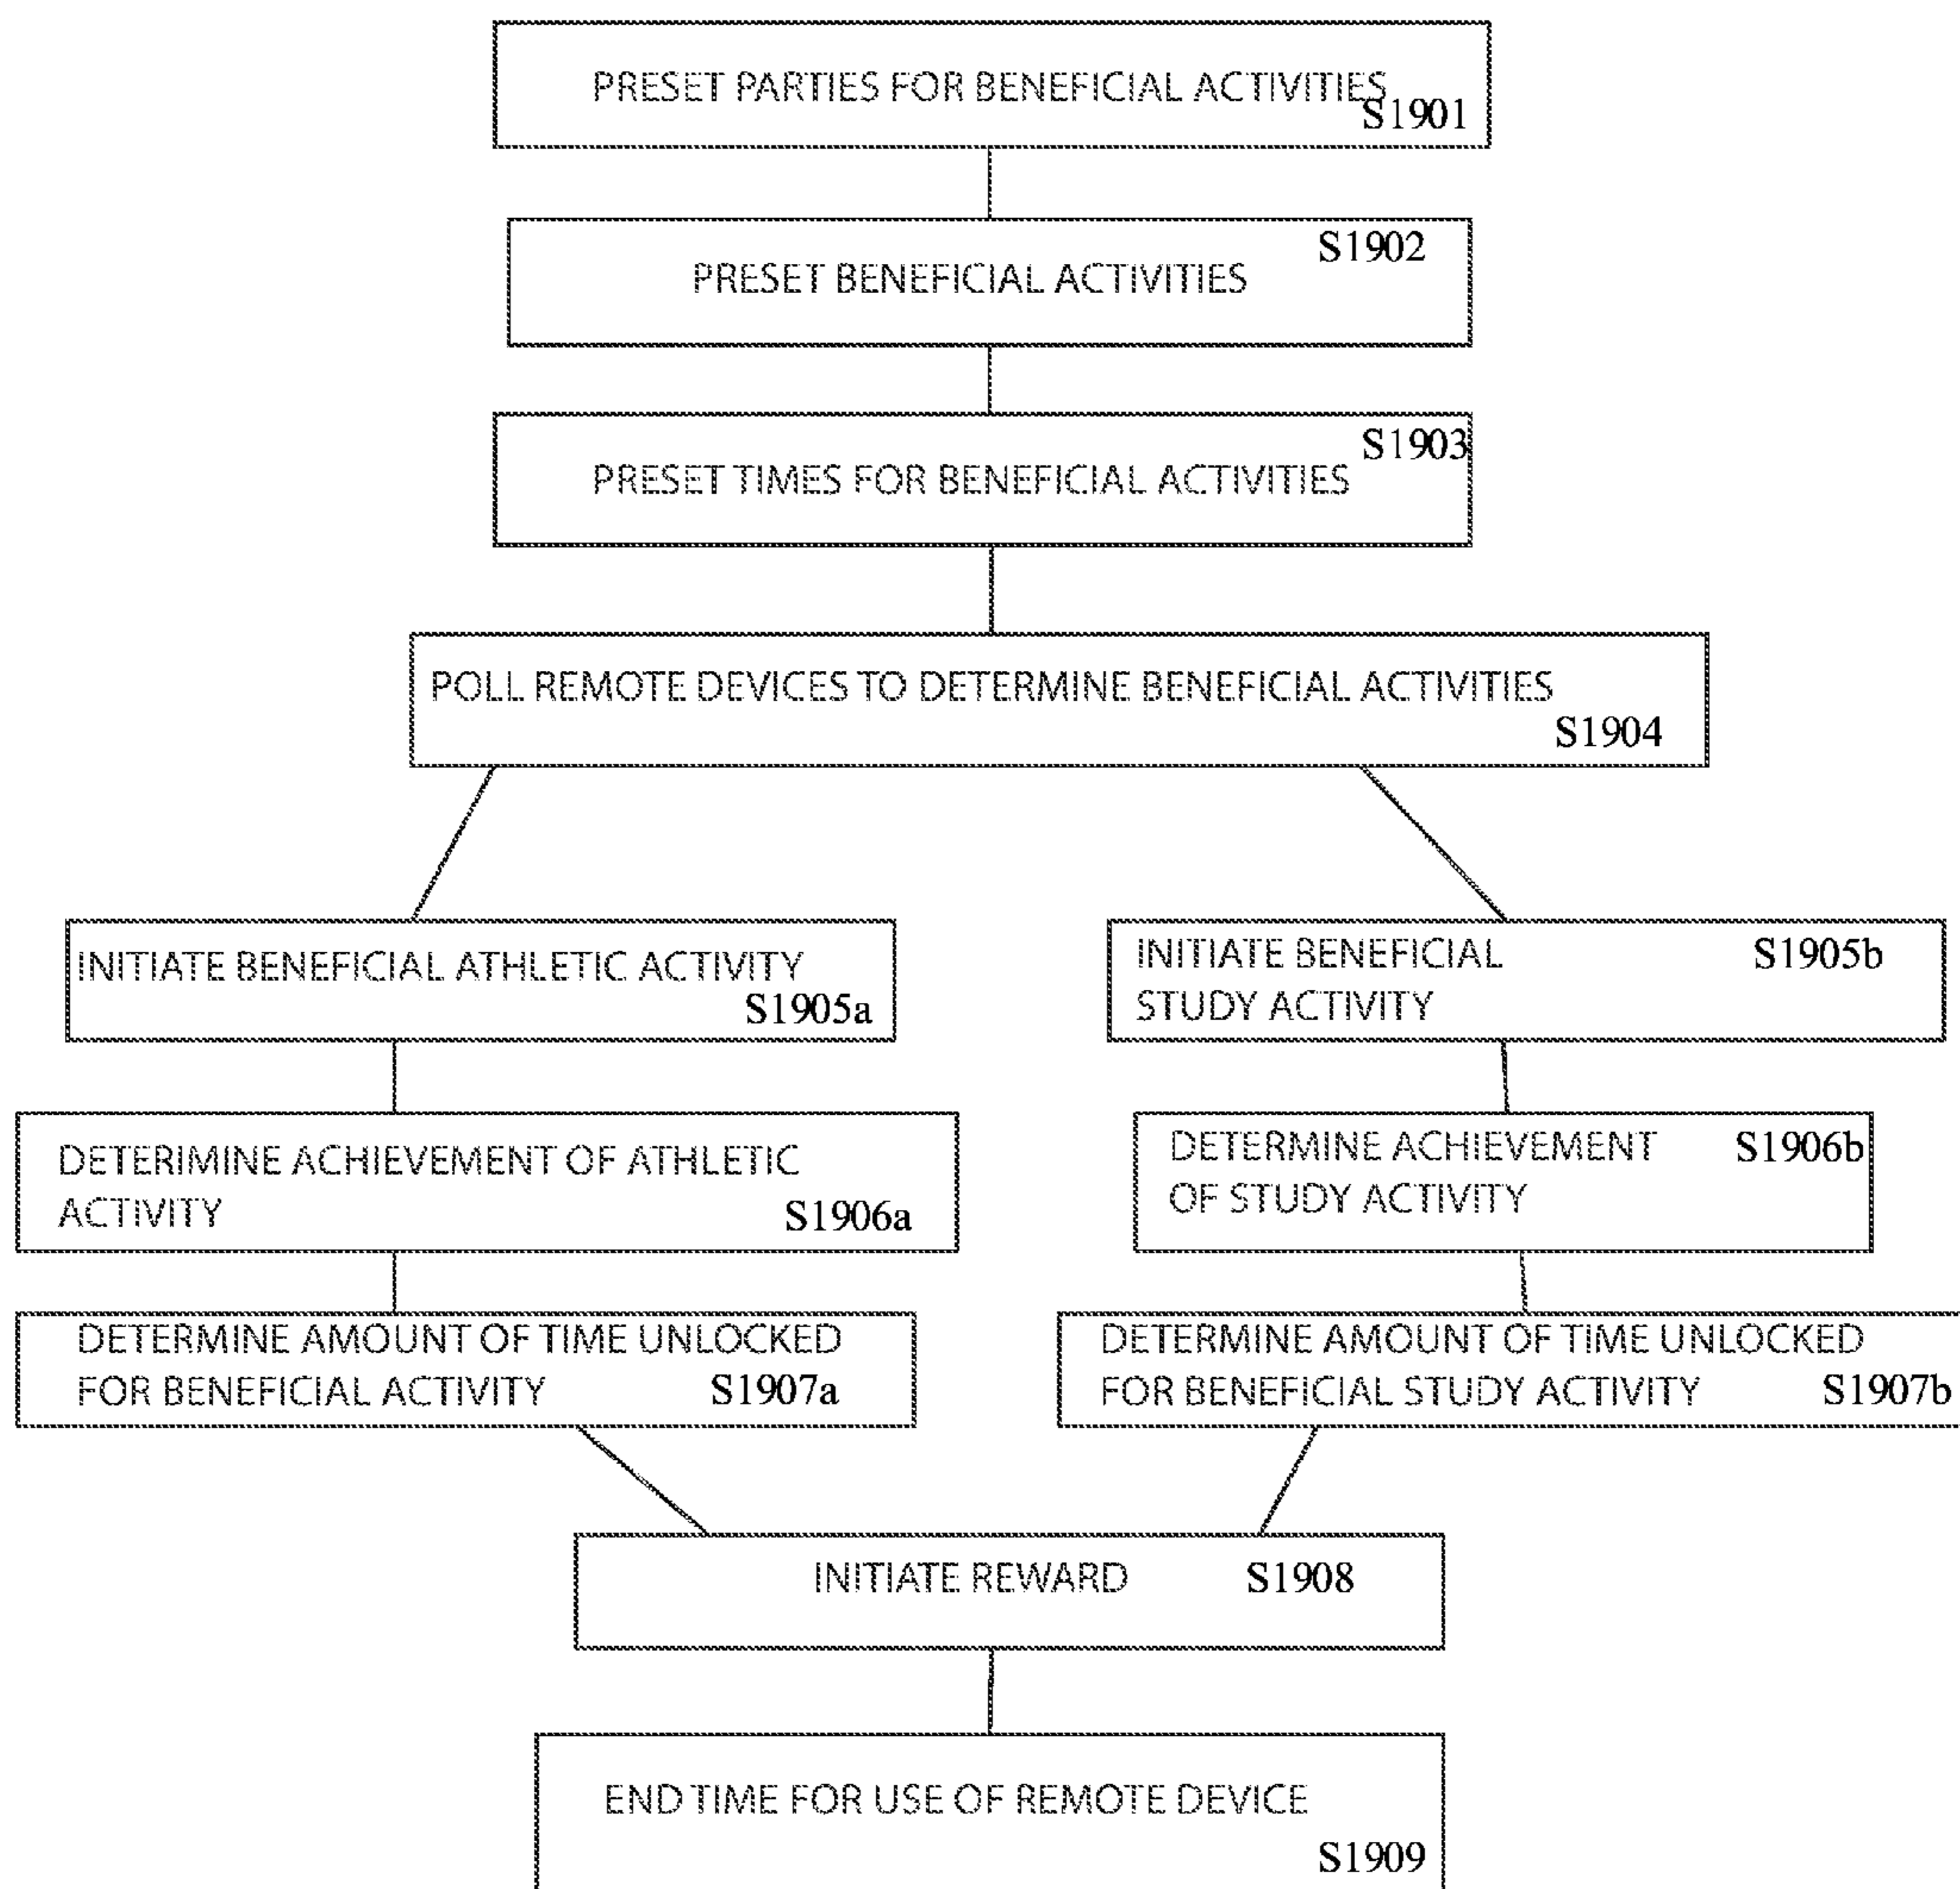 PRESET PARTIES FOR BENEFICIAL ACTIVITIES
S1901
S1902
PRESET BENEFICIAL ACTIVITIES
S1903
PRESET TIMES FOR BENEFICIAL ACTIVITIES
POLL REMOTE DEVICES TO DETERMINE BENEFICIAL ACTIVITIES
S1904
INITIATE BENEFICIAL ATHLETIC ACTIVITY
S1905a
INITIATE BENEFICIAL S1905b
STUDY ACTIVITY
DETERIMINE ACHIEVEMENT OF ATHLETIC
ACTIVITY S1906a
DETERMINE ACHIEVEMENT S1906b
OF STUDY ACTIVITY
DETERMINE AMOUNT OF TIME UNLOCKED
FOR BENEFICIAL ACTIVITY S1907a
DETERMINE AMOUNT OF TIME UNLOCKED
FOR BENEFICIAL STUDY ACTIVITY S1907b
INITIATE REWARD S1908
END TIME FOR USE OF REMOTE DEVICE
S1909